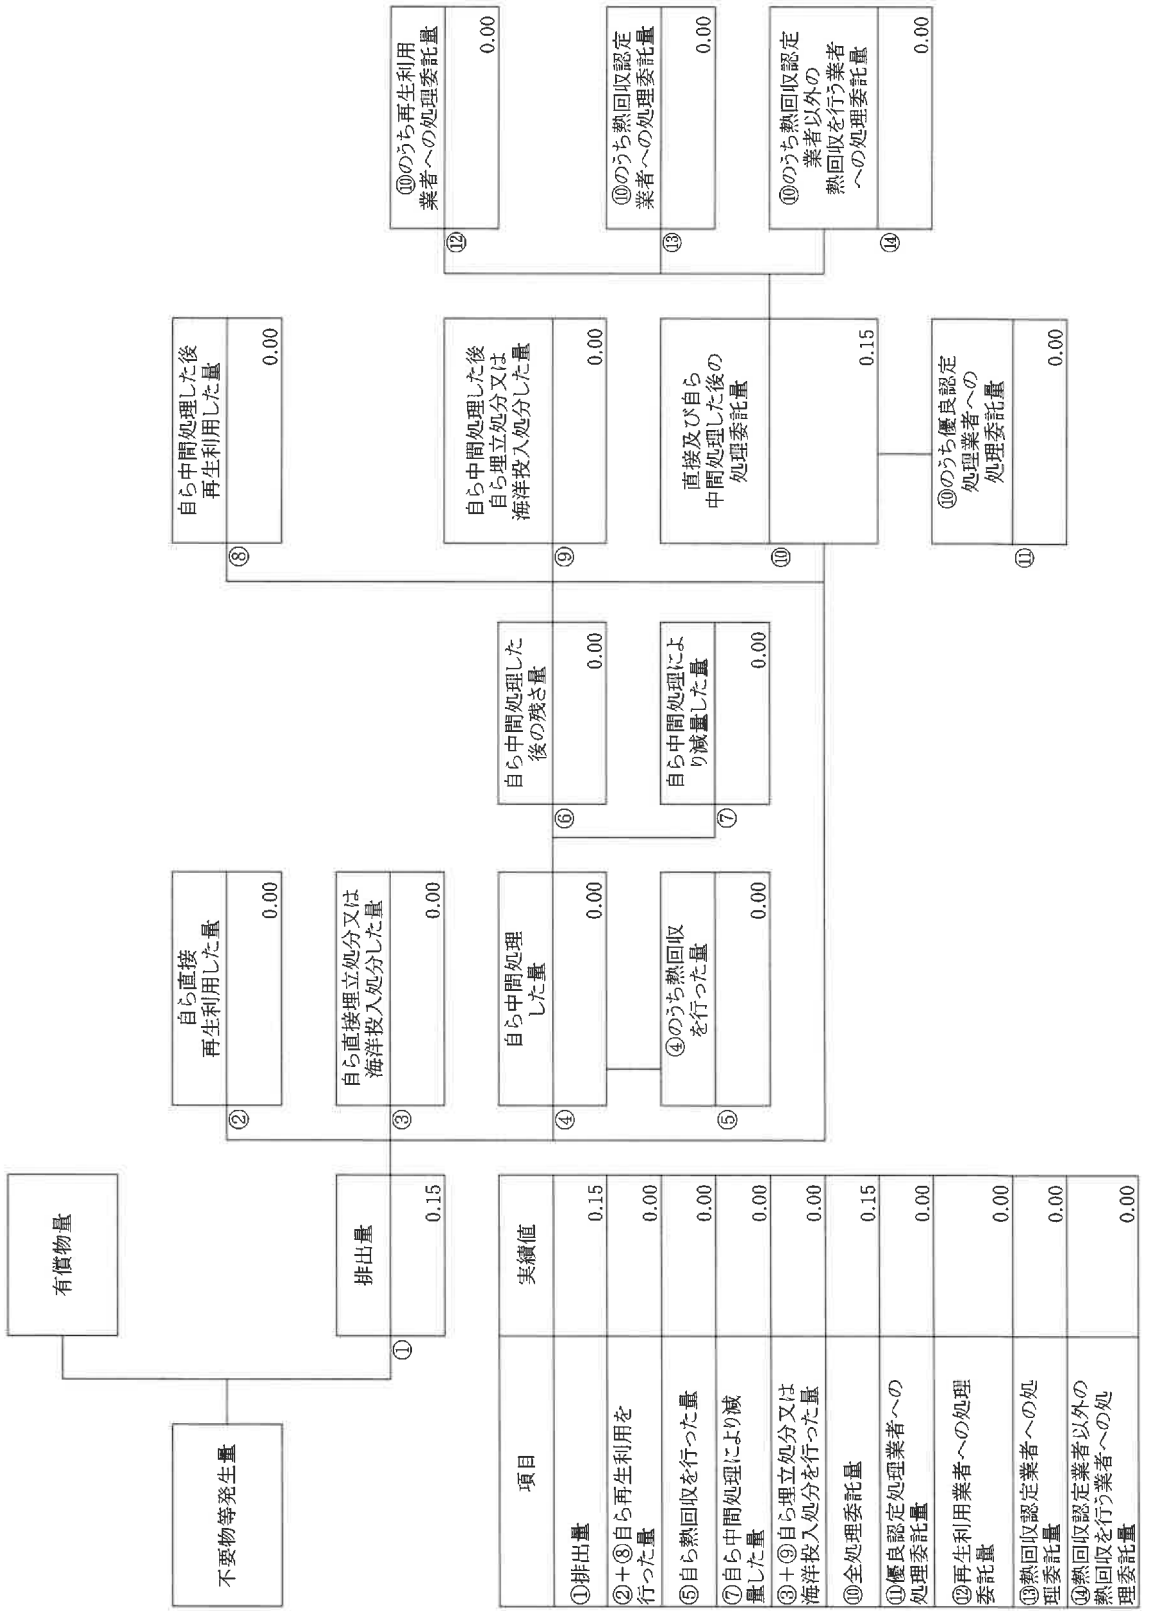 不要物等発生量
有償物量
排出量
①
0.15
自ら直接
再生利用した量
②
0.00
自ら直接埋立処分又は
海洋投入処分した量
③
0.00
自ら中間処理
した量
④
0.00
④のうち熱回収
を行った量
⑤
0.00
自ら中間処理した
後の残さ量
⑥
0.00
自ら中間処理によ
り減量した量
⑦
0.00
自ら中間処理した後
再生利用した量
⑧
0.00
自ら中間処理した後
自ら埋立処分又は
海洋投入処分した量
⑨
0.00
直接及び自ら
中間処理した後の
処理委託量
⑩
0.15
⑩のうち優良認定
処理業者への
処理委託量
⑪
0.00
⑩のうち再生利用
業者への処理委託量
⑫
0.00
⑩のうち熱回収認定
業者への処理委託量
⑬
0.00
⑩のうち熱回収認定
業者以外の
熱回収を行う業者
への処理委託量
⑭
0.00
項目 実績値
①排出量 0.15
②+⑧自ら再生利用を
行った量 0.00
⑤自ら熱回収を行った量 0.00
⑦自ら中間処理により減
量した量 0.00
③+⑨自ら埋立処分又は
海洋投入処分を行った量 0.00
⑩全処理委託量 0.15
⑪優良認定処理業者への
処理委託量 0.00
⑫再生利用業者への処理
委託量 0.00
⑬熱回収認定業者への処
理委託量 0.00
⑭熱回収認定業者以外の
熱回収を行う業者への処
理委託量 0.00